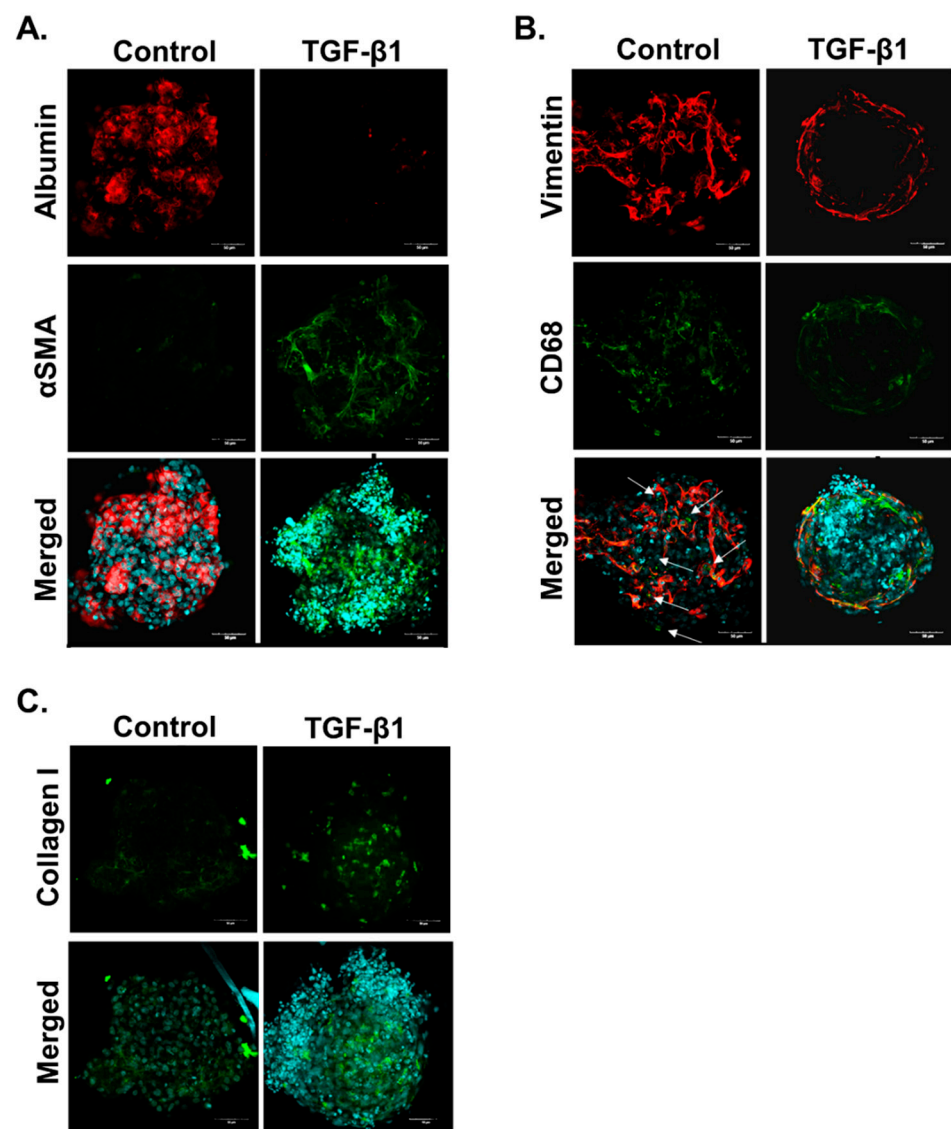 A.
Control TGF-β1
Albumin
αSMA
Merged
B.
Control TGF-β1
Vimentin
CD68
Merged
C.
Control TGF-β1
Collagen I
Merged